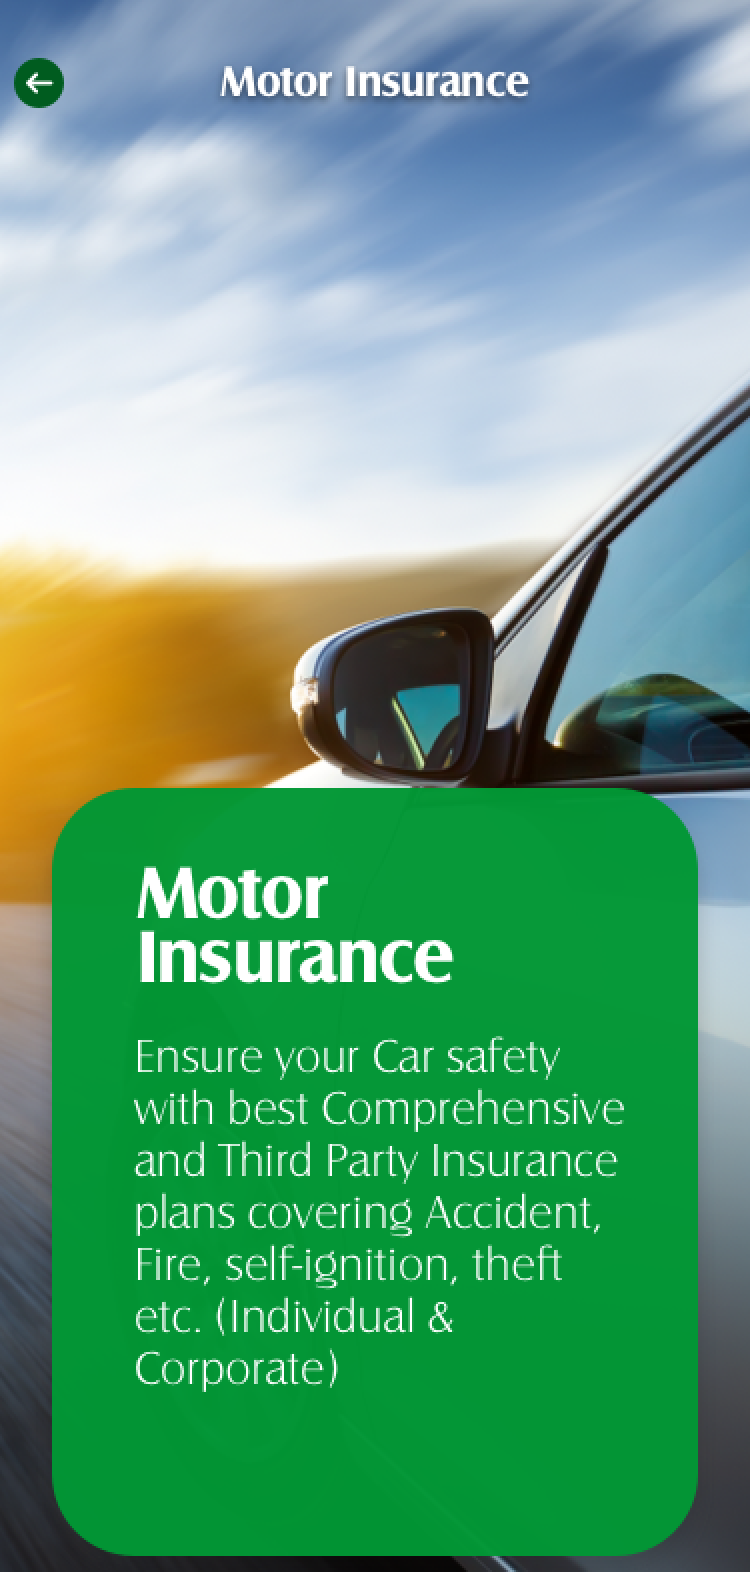 Motor Insurance
Motor
Insurance
Ensure your Car safety
with best Comprehensive
and Third Party Insurance
plans covering Accident,
Fire, self-ignition, theft
etc. (Individual &
Corporate)